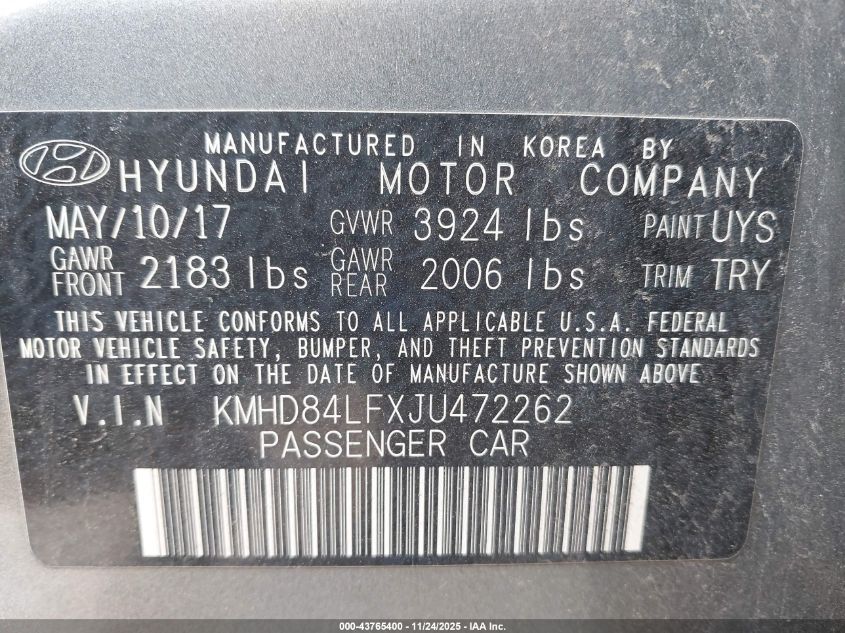 MANUFACTURED IN KOREA BY
HYUNDAI MOTOR COMPANY
MAY/10/17 GVWR 3924 lbs PAINT UYS
GAWR FRONT 2183 lbs GAWR REAR 2006 lbs TRIM TRY
THIS VEHICLE CONFORMS TO ALL APPLICABLE U.S.A. FEDERAL
MOTOR VEHICLE SAFETY, BUMPER, AND THEFT PREVENTION STANDARDS
IN EFFECT ON THE DATE OF MANUFACTURE SHOWN ABOVE
V.I.N KMHD84LFXJU472262
PASSENGER CAR
000-43765400 - 11/24/2025 - IAA Inc.